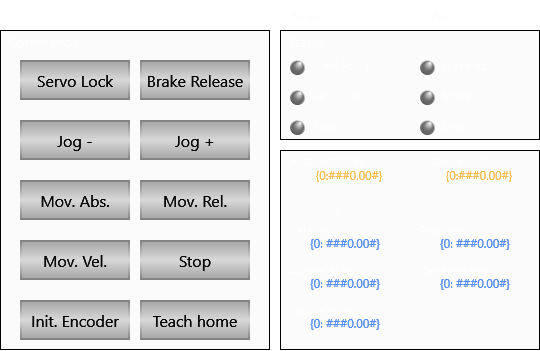 Servo Lock
Brake Release
Jog -
Jog +
Mov. Abs.
Mov. Rel.
Mov. Vel.
Stop
Init. Encoder
Teach home
{0:###0.00#}
{0:###0.00#}
{0: ###0.00#}
{0: ###0.00#}
{0: ###0.00#}
{0: ###0.00#}
{0: ###0.00#}